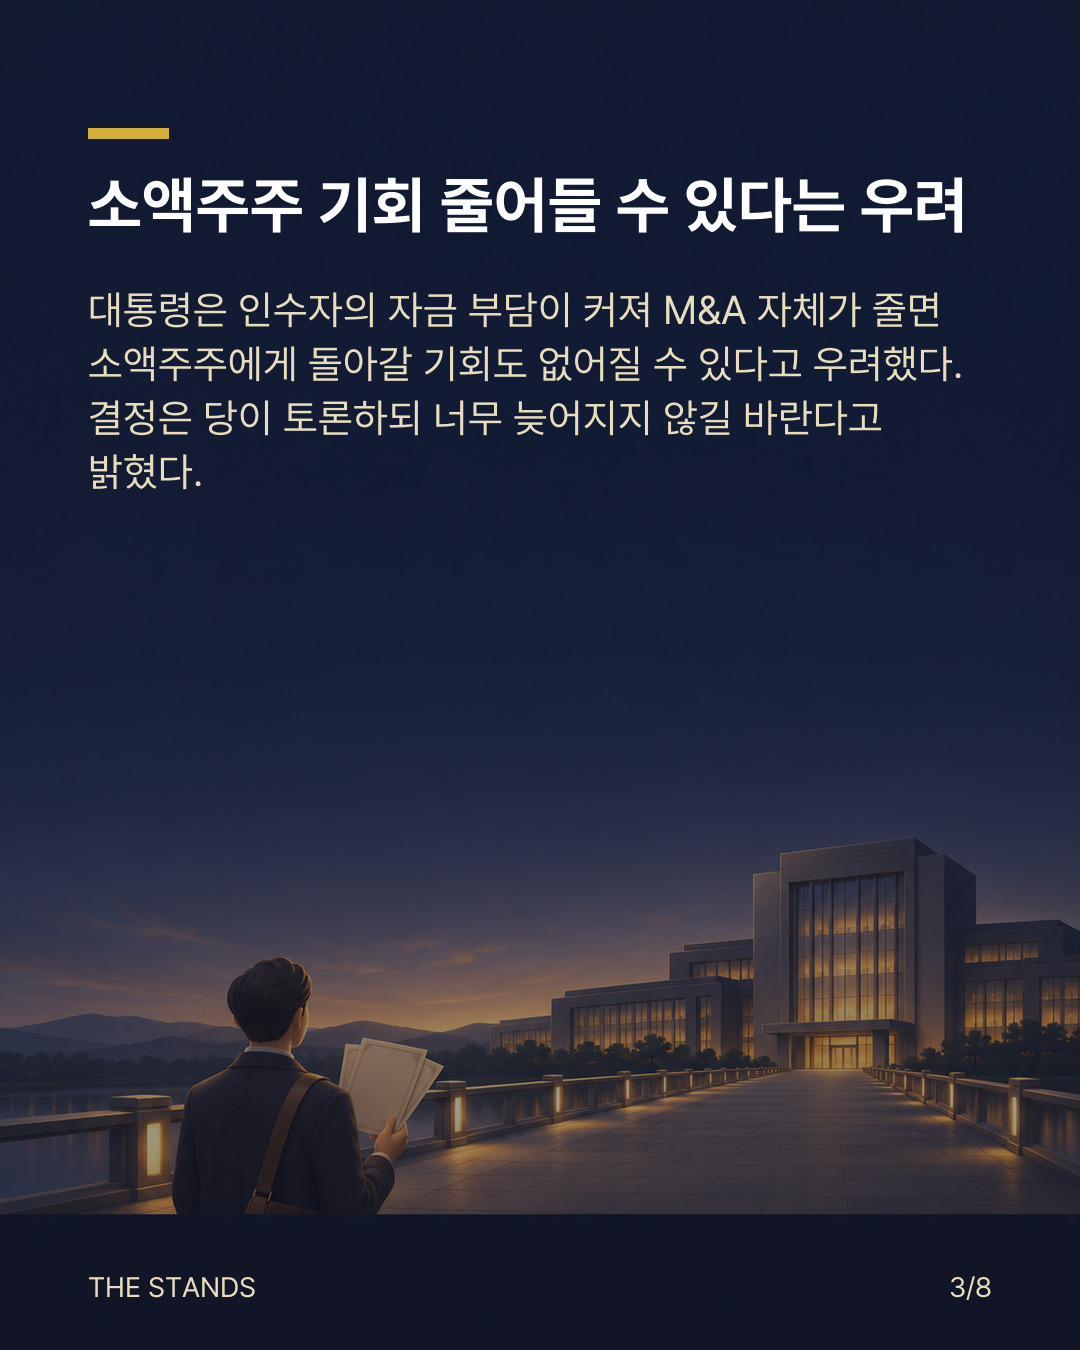 소액주주 기회 줄어들 수 있다는 우려
대통령은 인수자의 자금 부담이 커져 M&A 자체가 줄면
소액주주에게 돌아갈 기회도 없어질 수 있다고 우려했다.
결정은 당이 토론하되 너무 늦어지지 않길 바란다고
밝혔다.
THE STANDS
3/8